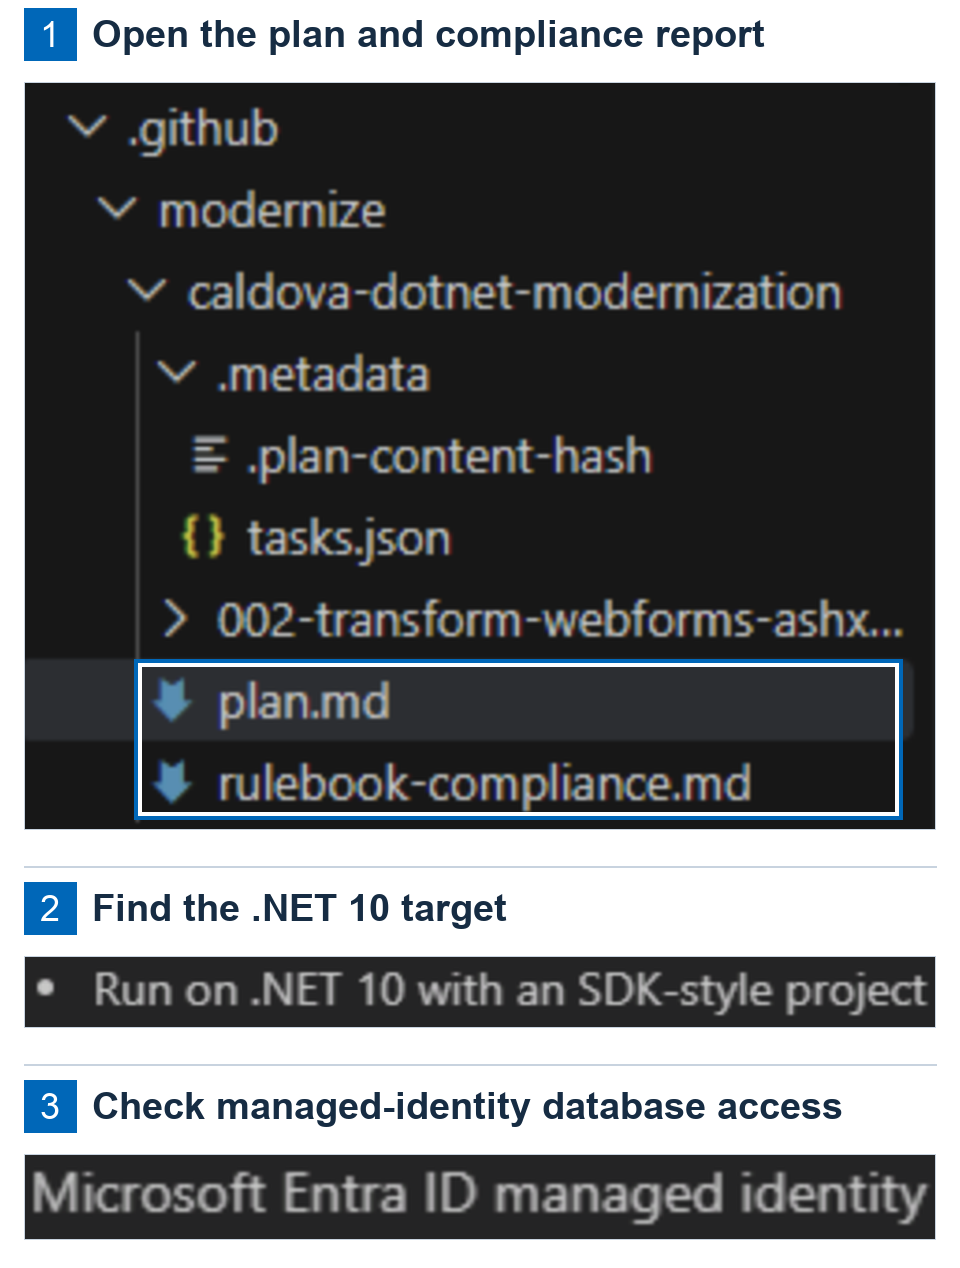 1 Open the plan and compliance report
.github
modernize
caldova-dotnet-modernization
.metadata
.plan-content-hash
{} tasks.json
002-transform-webforms-ashx...
plan.md
rulebook-compliance.md
2 Find the .NET 10 target
• Run on .NET 10 with an SDK-style project
3 Check managed-identity database access
Microsoft Entra ID managed identity